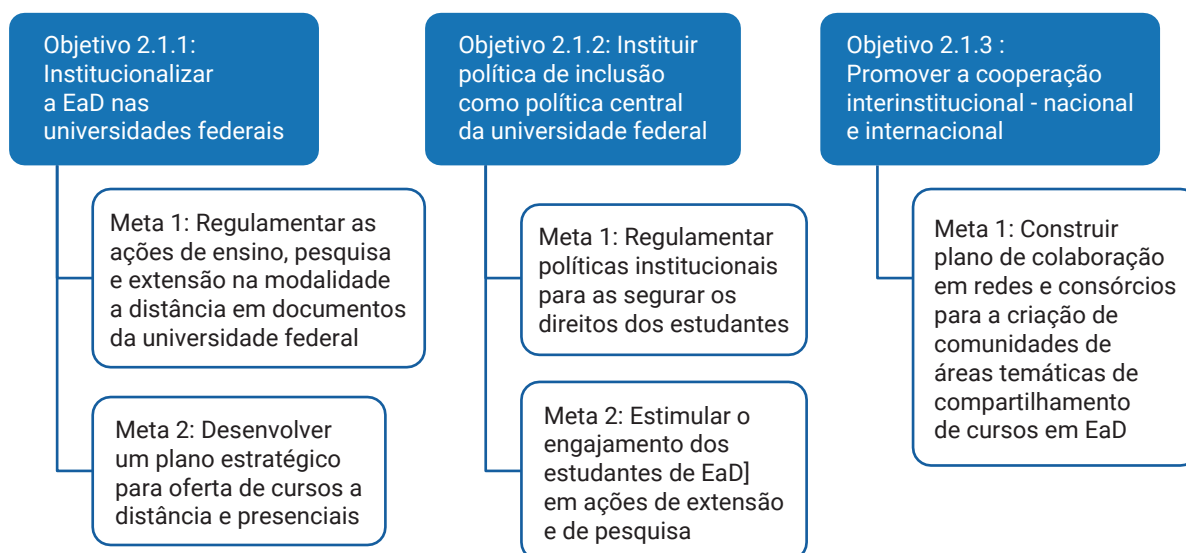 Objetivo 2.1.1:
Institucionalizar
a EaD nas
universidades federais
Meta 1: Regulamentar as
ações de ensino, pesquisa
e extensão na modalidade
a distância em documentos
da universidade federal
Meta 2: Desenvolver
um plano estratégico
para oferta de cursos a
distância e presenciais
Objetivo 2.1.2: Instituir
política de inclusão
como política central
da universidade federal
Meta 1: Regulamentar
políticas institucionais
para as segurar os
direitos dos estudantes
Meta 2: Estimular o
engajamento dos
estudantes de EaD]
em ações de extensão
e de pesquisa
Objetivo 2.1.3 :
Promover a cooperação
interinstitucional - nacional
e internacional
Meta 1: Construir
plano de colaboração
em redes e consórcios
para a criação de
comunidades de
áreas temáticas de
compartilhamento
de cursos em EaD